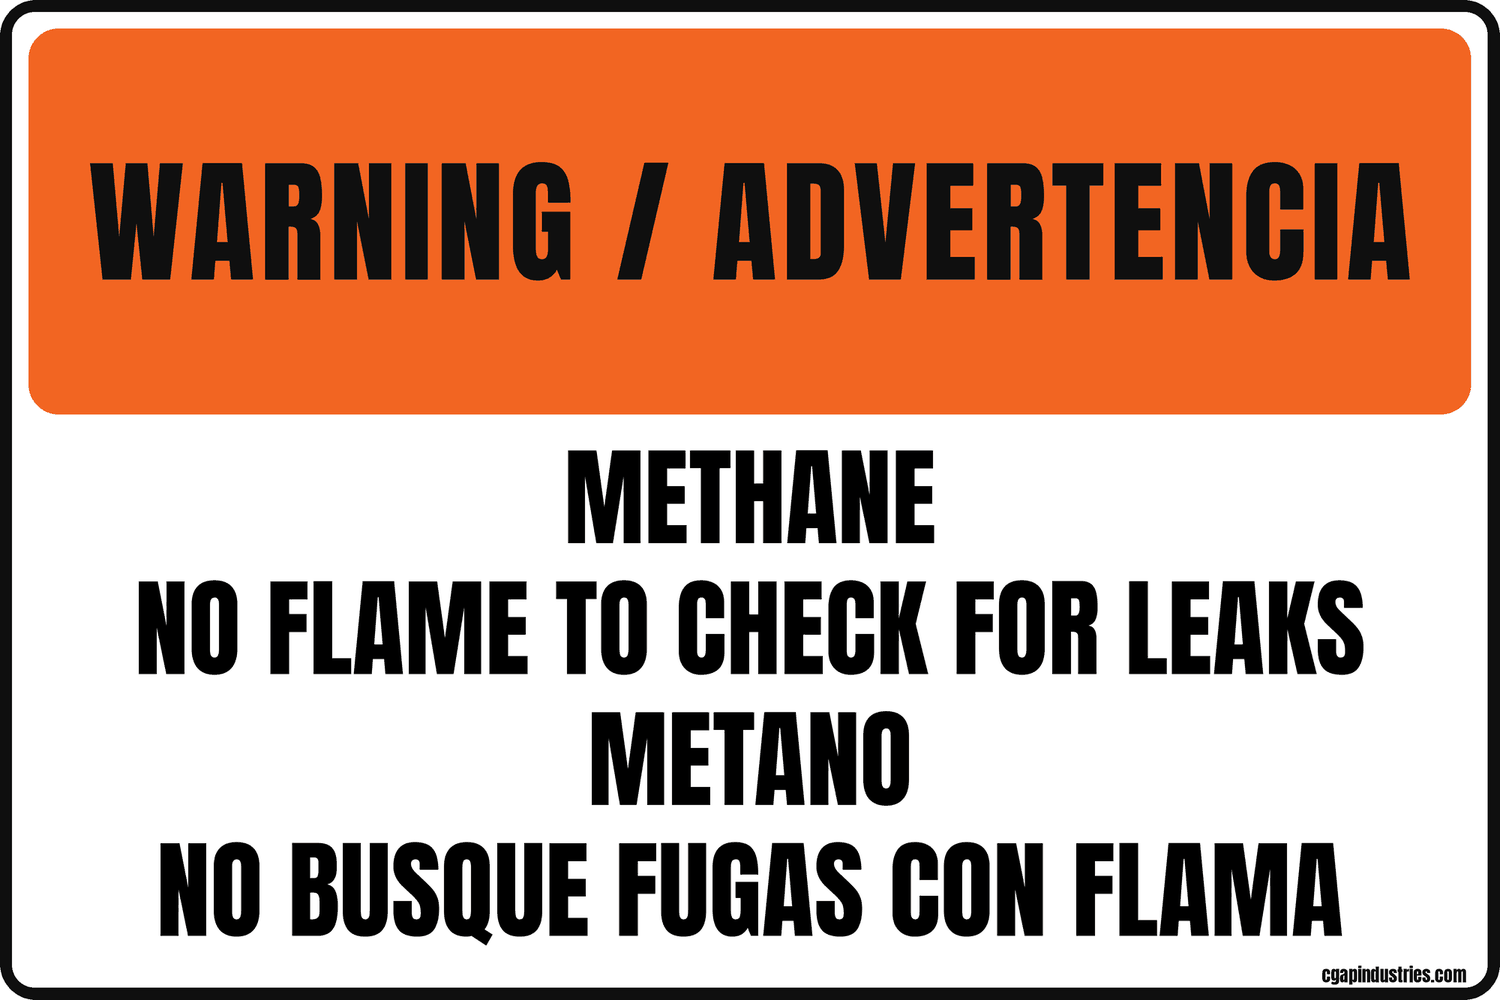 WARNING / ADVERTENCIA
METHANE
NO FLAME TO CHECK FOR LEAKS
METANO
NO BUSQUE FUGAS CON FLAMA
cgapindustries.com